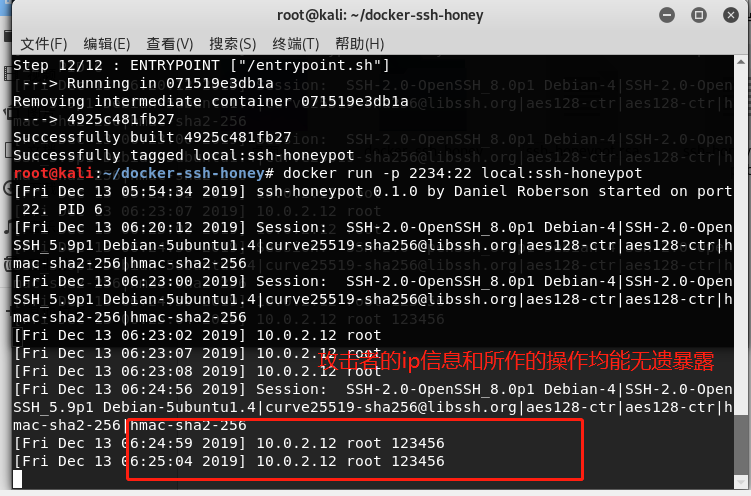 root@kali: ~/docker-ssh-honey
文件(F) 编辑(E) 查看(V) 搜索(S) 终端(T) 帮助(H)
Step 12/12 : ENTRYPOINT ["/entrypoint.sh"]
 ---> Running in 071519e3db1a
Removing intermediate container 071519e3db1a
 ---> 4925c481fb27
Successfully built 4925c481fb27
Successfully tagged local:ssh-honeypot
root@kali:~/docker-ssh-honey# docker run -p 2234:22 local:ssh-honeypot
[Fri Dec 13 05:54:34 2019] ssh-honeypot 0.1.0 by Daniel Roberson started on port
 22. PID 6
[Fri Dec 13 06:20:12 2019] Session:  SSH-2.0-OpenSSH_8.0p1 Debian-4|SSH-2.0-Open
SSH_5.9p1 Debian-5ubuntu1.4|curve25519-sha256@libssh.org|aes128-ctr|aes128-ctr|h
mac-sha2-256|hmac-sha2-256
[Fri Dec 13 06:23:00 2019] Session:  SSH-2.0-OpenSSH_8.0p1 Debian-4|SSH-2.0-Open
SSH_5.9p1 Debian-5ubuntu1.4|curve25519-sha256@libssh.org|aes128-ctr|aes128-ctr|h
mac-sha2-256|hmac-sha2-256
[Fri Dec 13 06:23:02 2019] 10.0.2.12 root
[Fri Dec 13 06:23:07 2019] 10.0.2.12 root
攻击者的ip信息和所作的操作均能无速暴露
[Fri Dec 13 06:23:08 2019] 10.0.2.12 root
[Fri Dec 13 06:24:56 2019] Session:  SSH-2.0-OpenSSH_8.0p1 Debian-4|SSH-2.0-Open
SSH_5.9p1 Debian-5ubuntu1.4|curve25519-sha256@libssh.org|aes128-ctr|aes128-ctr|h
mac-sha2-256|hmac-sha2-256
[Fri Dec 13 06:24:59 2019] 10.0.2.12 root 123456
[Fri Dec 13 06:25:04 2019] 10.0.2.12 root 123456